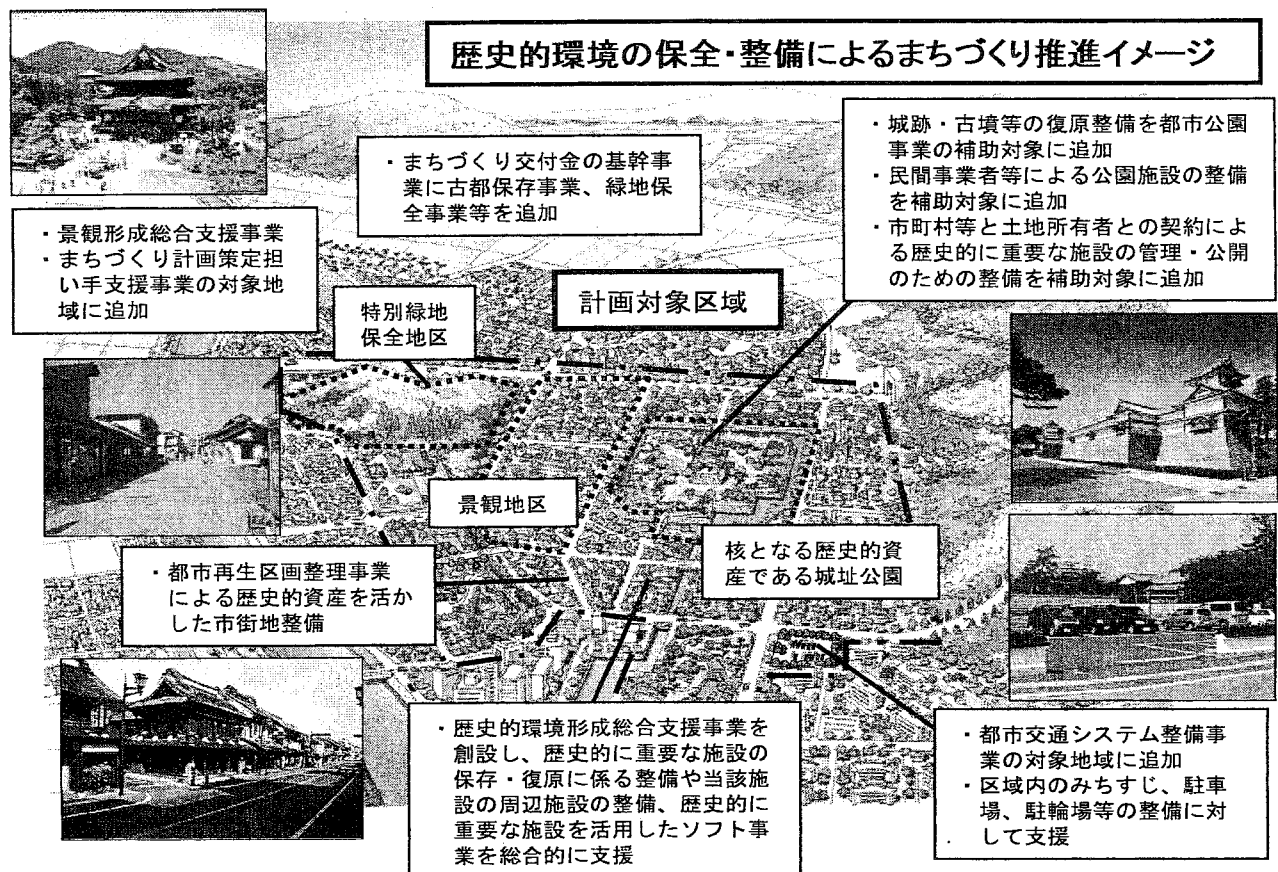 歴史的環境の保全・整備によるまちづくり推進イメージ
・まちづくり交付金の基幹事
業に古都保存事業、緑地保
全事業等を追加
・城跡・古墳等の復原整備を都市公園
事業の補助対象に追加
・民間事業者等による公園施設の整備
を補助対象に追加
・市町村等と土地所有者との契約によ
る歴史的に重要な施設の管理・公開
のための整備を補助対象に追加
・景観形成総合支援事業
・まちづくり計画策定担
い手支援事業の対象地
域に追加
計画対象区域
特別緑地
保全地区
景観地区
核となる歴史的資
産である城址公園
・都市再生区画整理事業
による歴史的資産を活か
した市街地整備
・歴史的環境形成総合支援事業を
創設し、歴史的に重要な施設の
保存・復原に係る整備や当該施
設の周辺施設の整備、歴史的に
重要な施設を活用したソフト事
業を総合的に支援
・都市交通システム整備事
業の対象地域に追加
・区域内のみちすじ、駐車
場、駐輪場等の整備に対
して支援